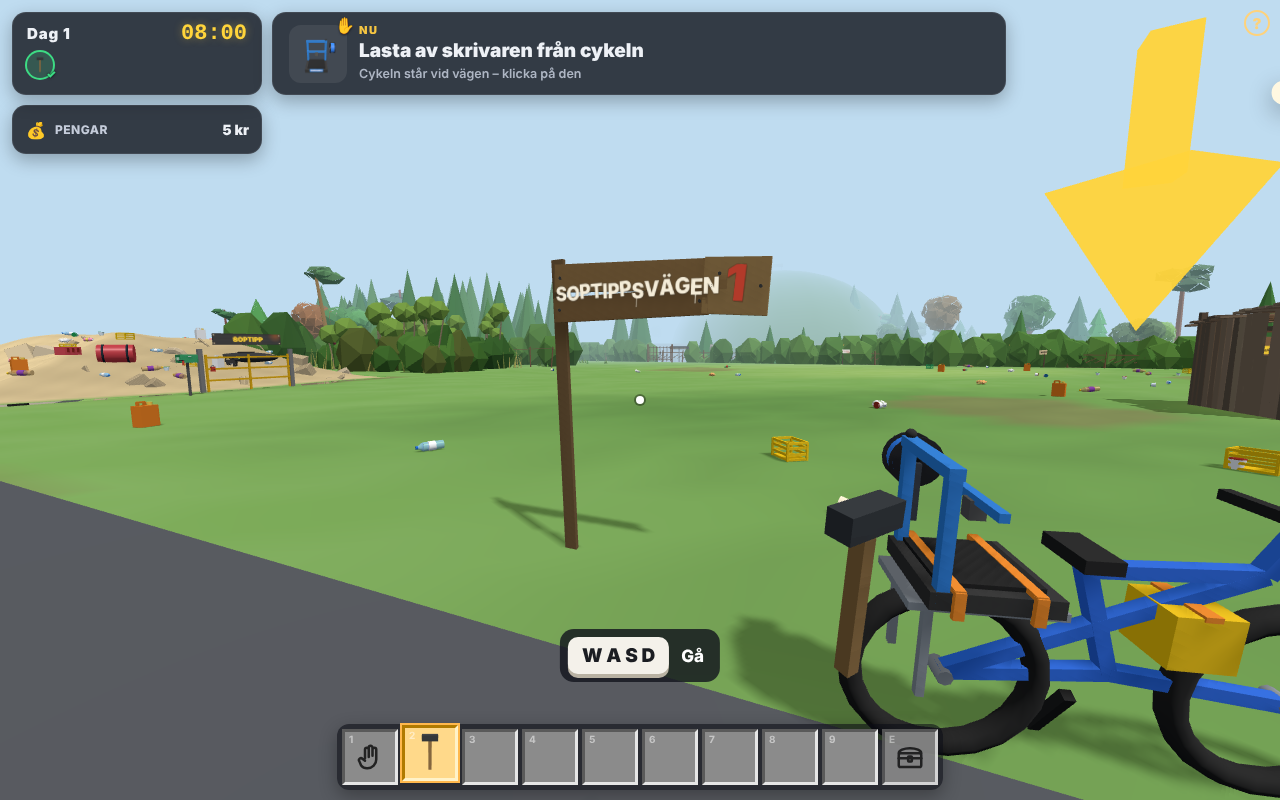 Dag 1
08:00
PENGAR
5 kr
NU
Lasta av skrivaren från cykeln
Cykeln står vid vägen – klicka på den
?
SOPTIPP
SOPTIPPSVÄGEN 1
WASD Gå
1 2 3 4 5 6 7 8 9 E